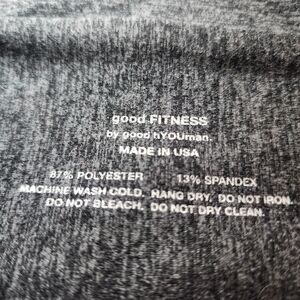 good FITNESS
by good hYOUman.
MADE IN USA
87% POLYESTER 13% SPANDEX
MACHINE WASH COLD. HANG DRY. DO NOT IRON.
DO NOT BLEACH. DO NOT DRY CLEAN.